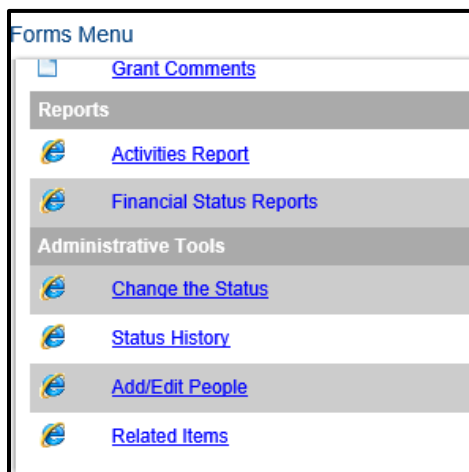 Forms Menu
Grant Comments
Reports
Activities Report
Financial Status Reports
Administrative Tools
Change the Status
Status History
Add/Edit People
Related Items